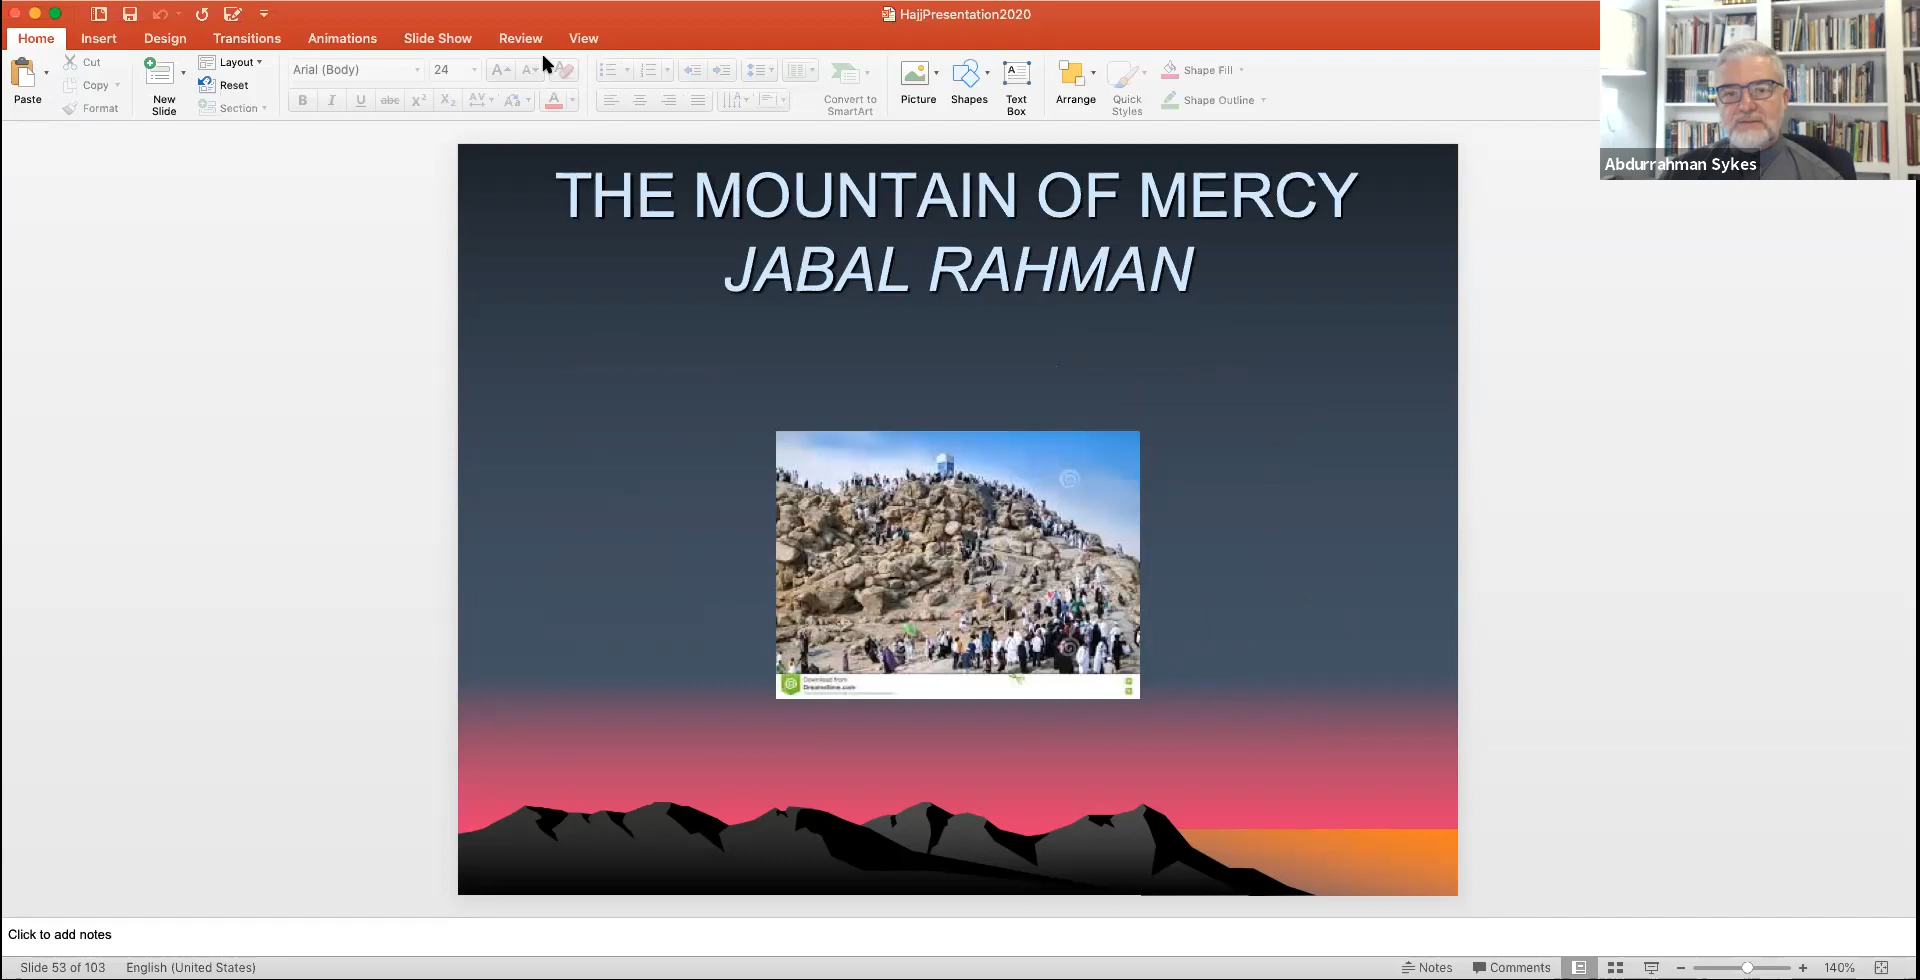 HajjPresentation2020
Home Insert Design Transitions Animations Slide Show Review View
Paste
Cut
Copy
Format
New
Slide
Layout
Reset
Section
Arial (Body)
24
Convert to
SmartArt
Picture
Shapes
Text
Box
Arrange
Quick
Styles
Shape Fill
Shape Outline
Abdurrahman Sykes
THE MOUNTAIN OF MERCY
JABAL RAHMAN
Download from
Dreamstime.com
Click to add notes
Slide 53 of 103 English (United States) Notes Comments 140%